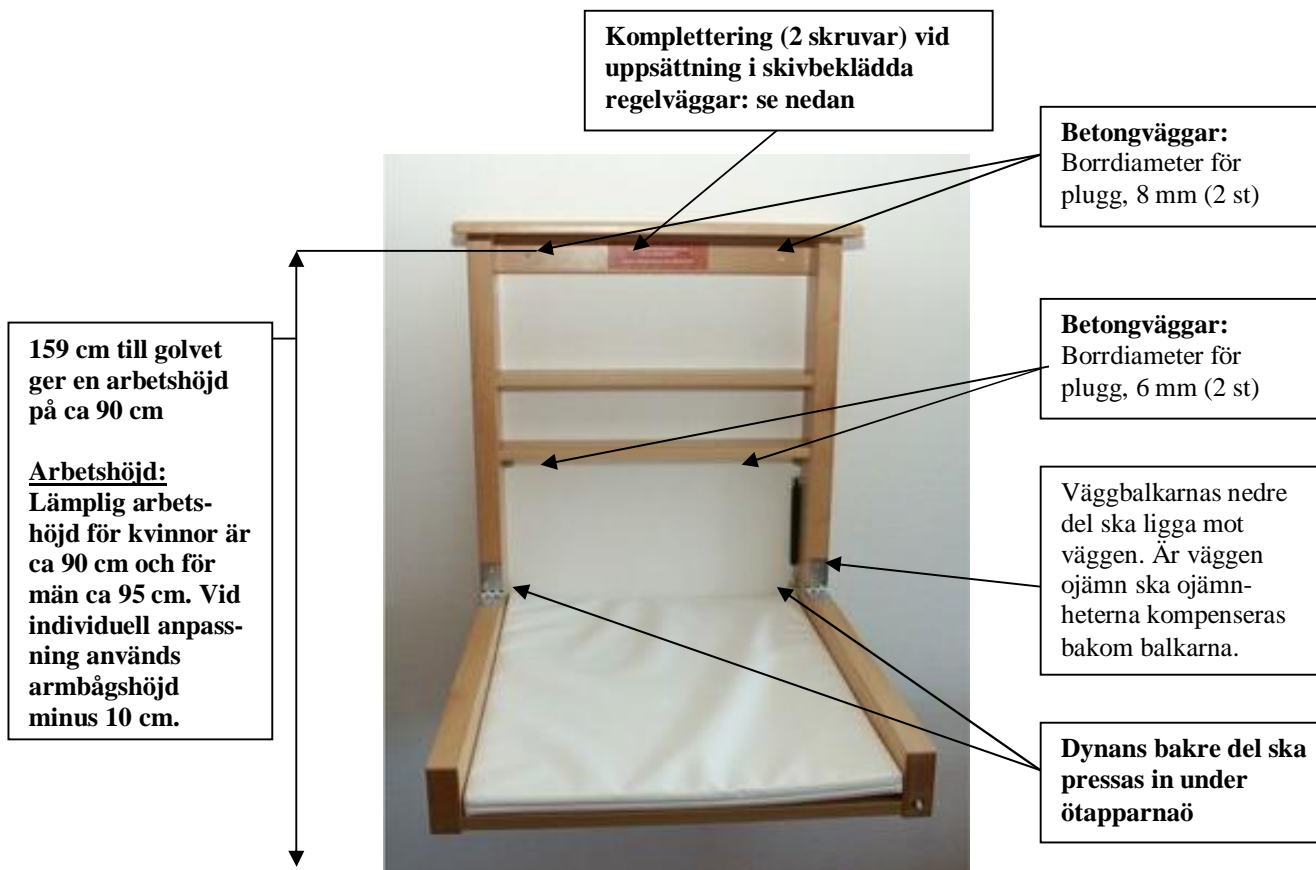 Komplettering (2 skruvar) vid
uppsättning i skivbeklädda
regelväggar: se nedan
Betongväggar:
Borrdiameter för
plugg, 8 mm (2 st)
159 cm till golvet
ger en arbetshöjd
på ca 90 cm
Arbetshöjd:
Lämplig arbets-
höjd för kvinnor är
ca 90 cm och för
män ca 95 cm. Vid
individuell anpass-
ning används
armbågshöjd
minus 10 cm.
Betongväggar:
Borrdiameter för
plugg, 6 mm (2 st)
Väggbalkarnas nedre
del ska ligga mot
väggen. Är väggen
ojämn ska ojämn-
heterna kompenseras
bakom balkarna.
Dynans bakre del ska
pressas in under
ötapparnaö